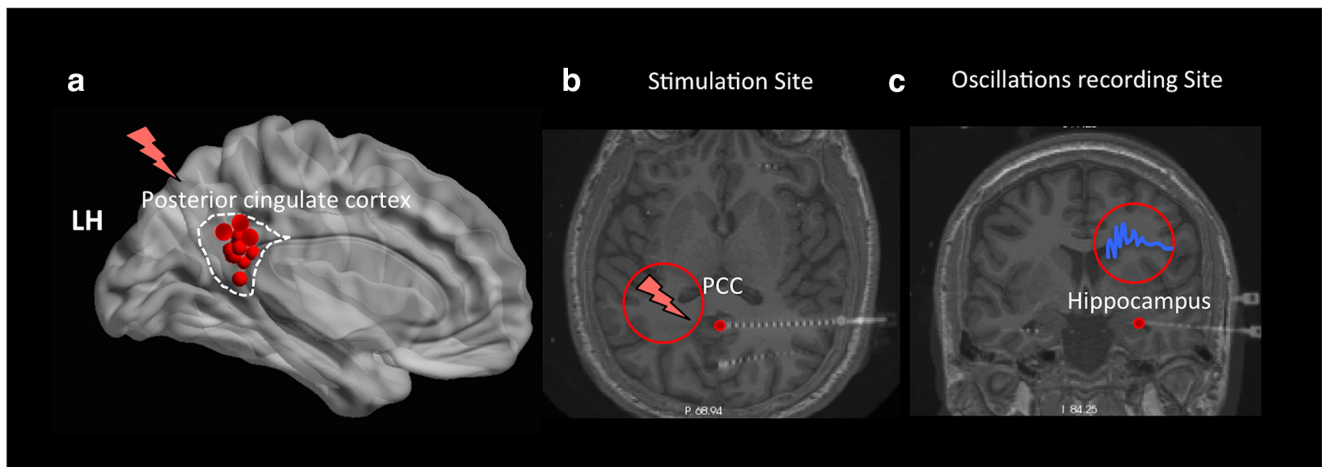 a
LH
Posterior cingulate cortex
b
Stimulation Site
PCC
P 68.94
c
Oscillations recording Site
Hippocampus
I 84.25